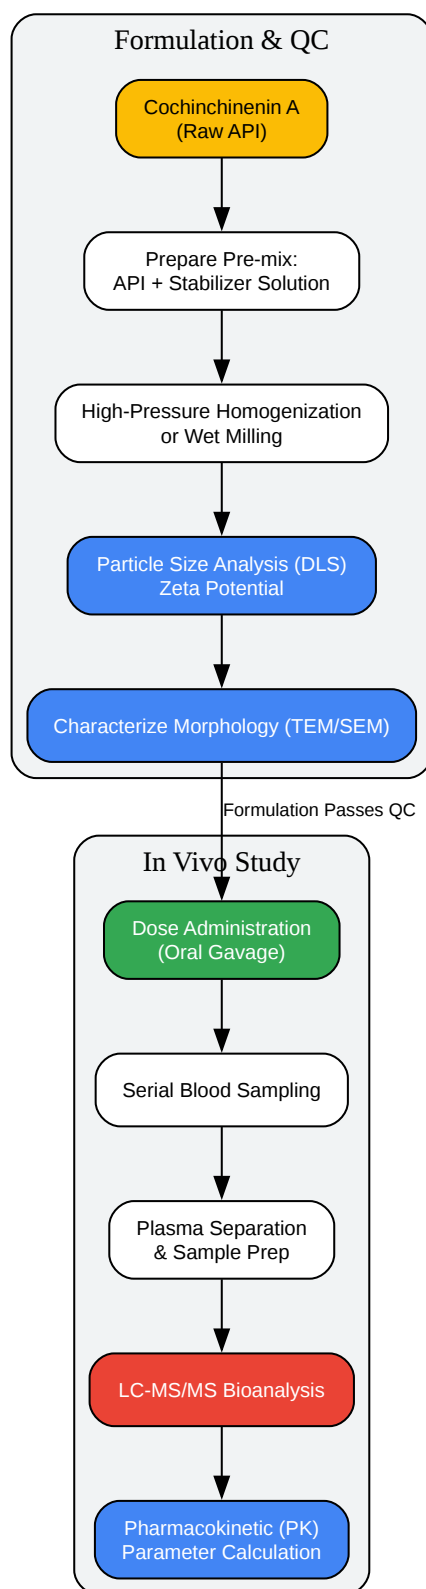 Formulation & QC
Cochinchinenin A
(Raw API)
Prepare Pre-mix:
API + Stabilizer Solution
High-Pressure Homogenization
or Wet Milling
Particle Size Analysis (DLS)
Zeta Potential
Characterize Morphology (TEM/SEM)
Formulation Passes QC
In Vivo Study
Dose Administration
(Oral Gavage)
Serial Blood Sampling
Plasma Separation
& Sample Prep
LC-MS/MS Bioanalysis
Pharmacokinetic (PK)
Parameter Calculation